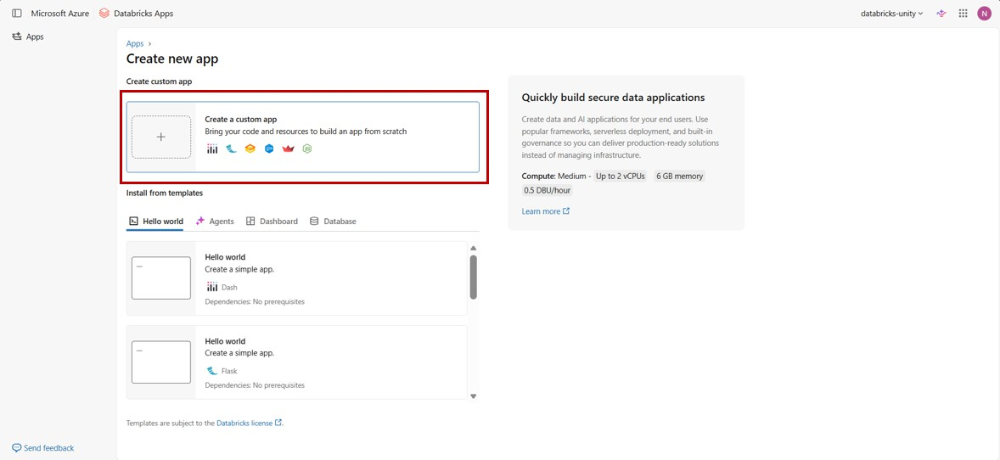 Microsoft Azure
Databricks Apps
databricks-unity
N
Apps
Apps ›
Create new app
Create custom app
Create a custom app
Bring your code and resources to build an app from scratch
Install from templates
Hello world
Agents
Dashboard
Database
Hello world
Create a simple app.
Dash
Dependencies: No prerequisites
Hello world
Create a simple app.
Flask
Dependencies: No prerequisites
Templates are subject to the Databricks license.
Quickly build secure data applications
Create data and AI applications for your end users. Use
popular frameworks, serverless deployment, and built-in
governance so you can deliver production-ready solutions
instead of managing infrastructure.
Compute: Medium - Up to 2 vCPUs 6 GB memory
0.5 DBU/hour
Learn more
Send feedback